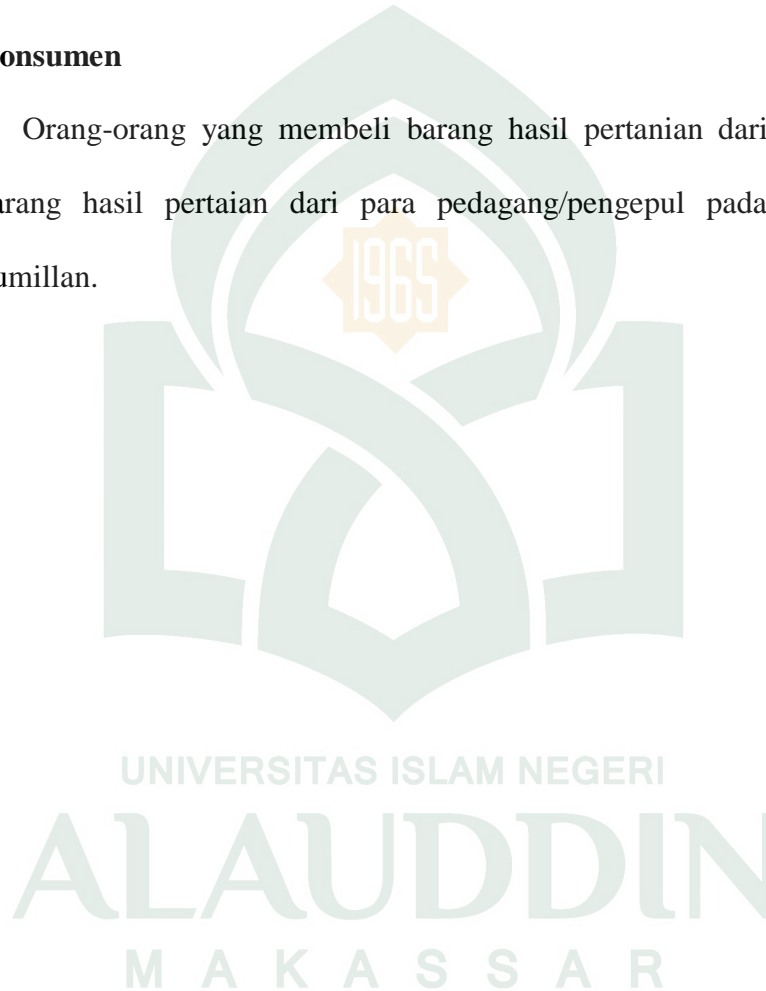 onsumen
Orang-orang yang membeli barang hasil pertanian dari
arang hasil pertaian dari para pedagang/pengepul pada
umillan.
1965
UNIVERSITAS ISLAM NEGERI
ALAUDDIN
MAKASSAR